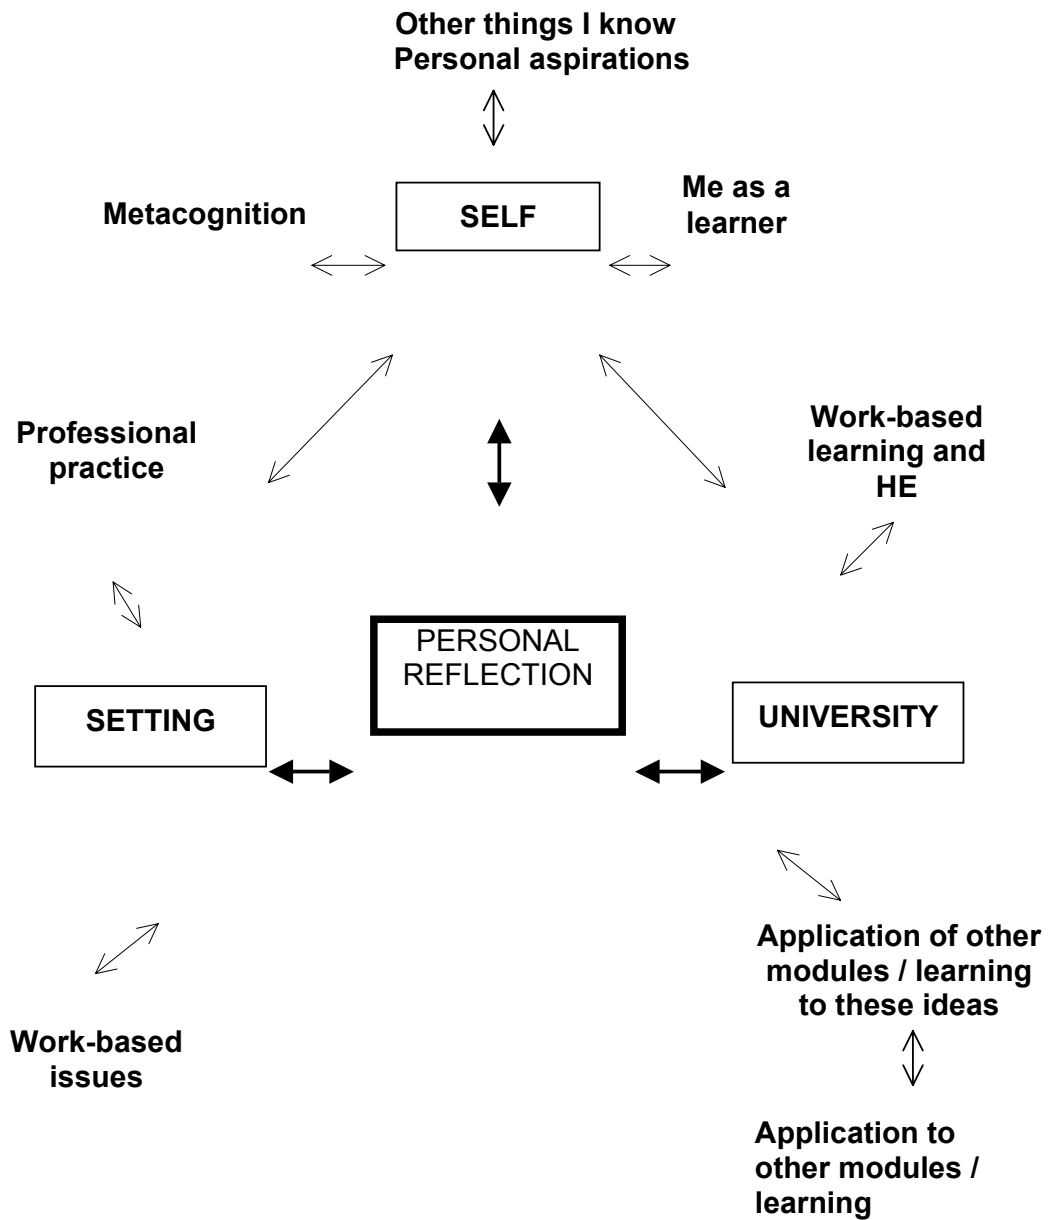 Other things I know
Personal aspirations
Metacognition
SELF
Me as a
learner
Professional
practice
Work-based
learning and
HE
PERSONAL
REFLECTION
SETTING
UNIVERSITY
Application of other
modules / learning
to these ideas
Work-based
issues
Application to
other modules /
learning